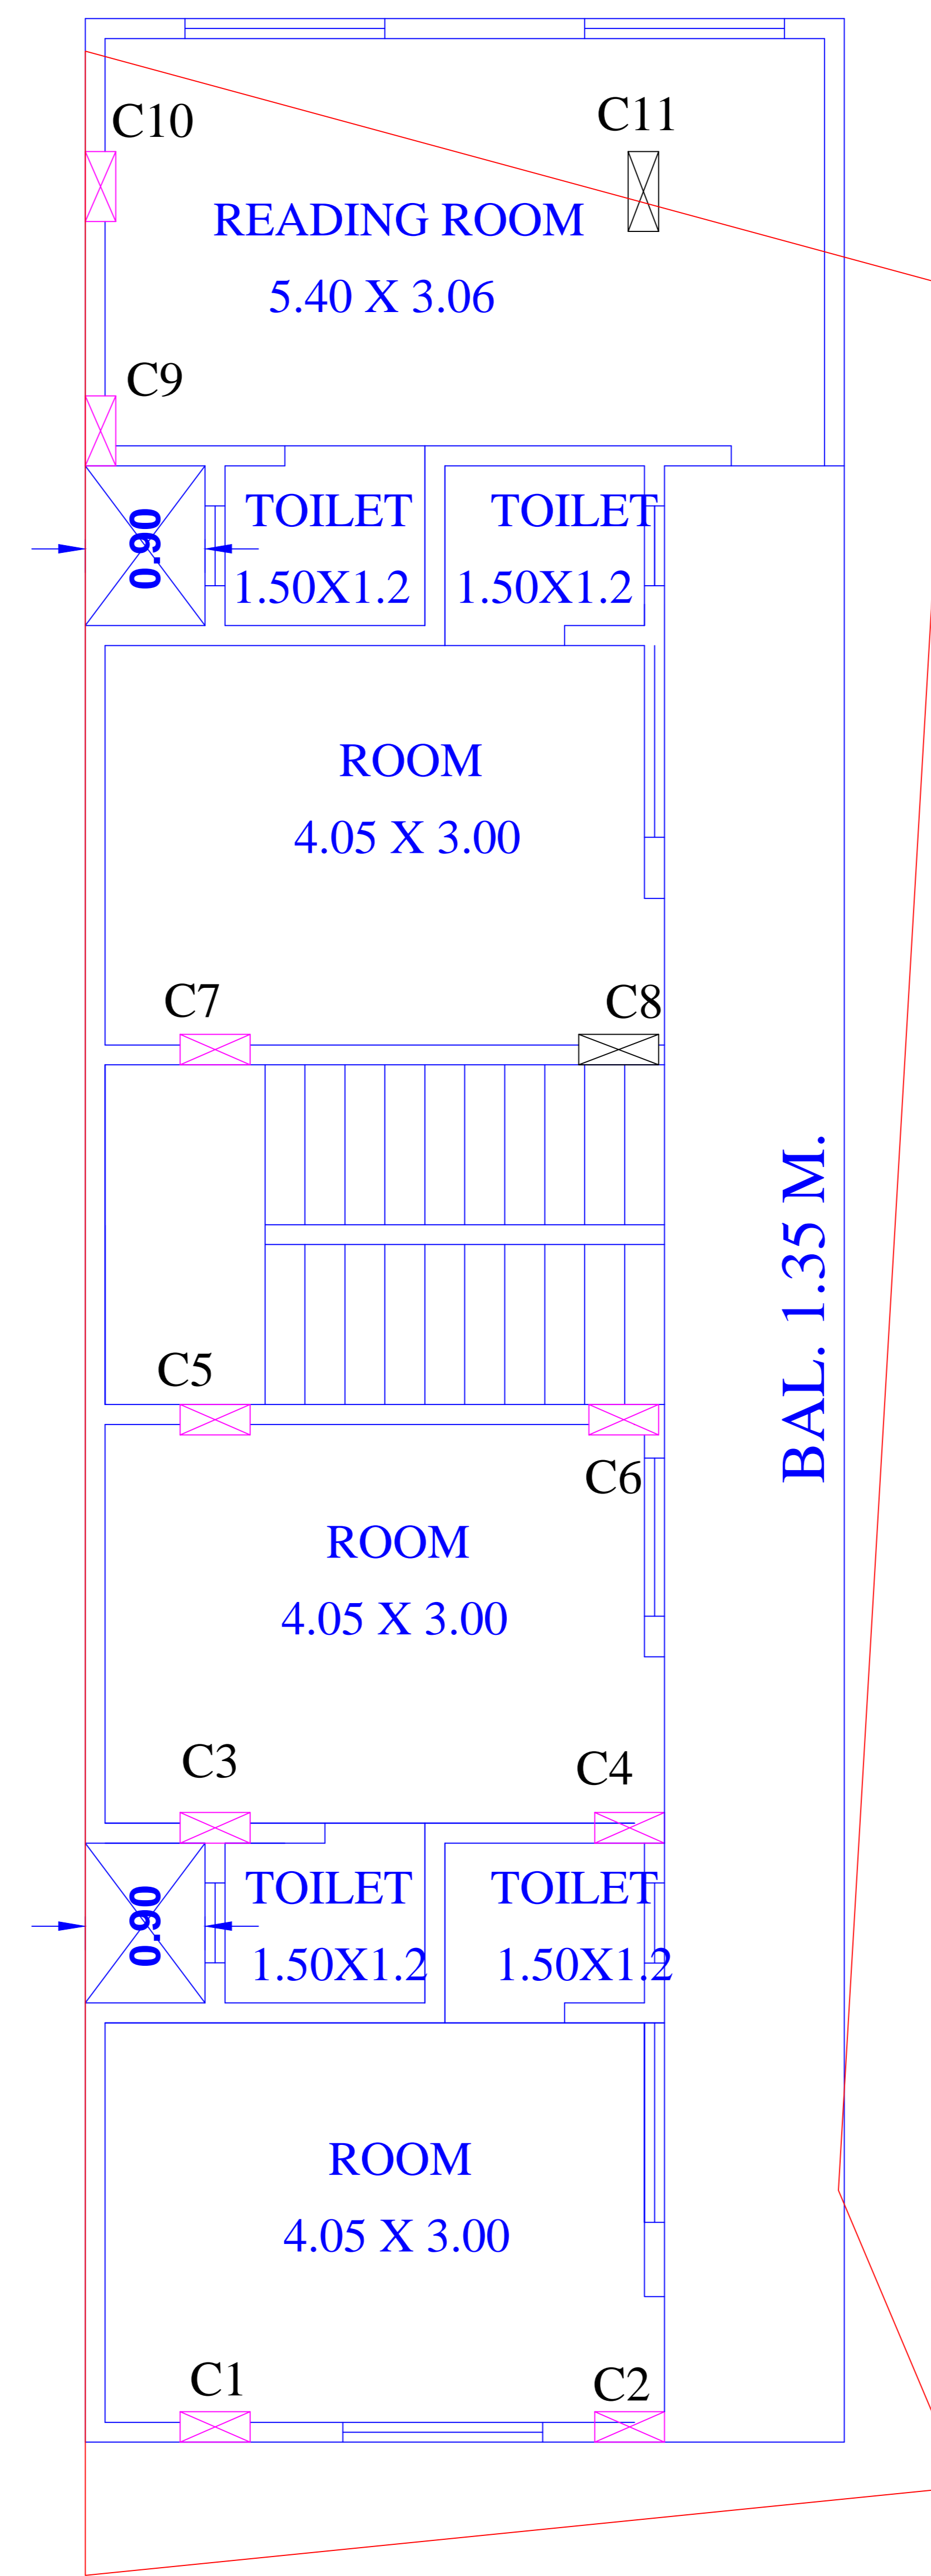 C10
C11
READING ROOM
5.40 X 3.06
C9
TOILET
1.50X1.2
TOILET
1.50X1.2
0.90
ROOM
4.05 X 3.00
C7
C8
BAL. 1.35 M.
C5
C6
ROOM
4.05 X 3.00
C3
C4
TOILET
1.50X1.2
TOILET
1.50X1.2
0.90
ROOM
4.05 X 3.00
C1
C2